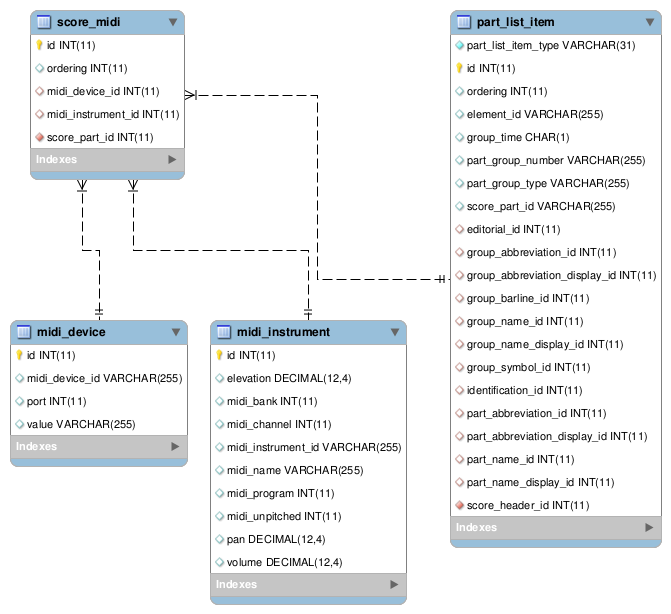 score_midi
id INT(11)
ordering INT(11)
midi_device_id INT(11)
midi_instrument_id INT(11)
score_part_id INT(11)
Indexes
part_list_item
part_list_item_type VARCHAR(31)
id INT(11)
ordering INT(11)
element_id VARCHAR(255)
group_time CHAR(1)
part_group_number VARCHAR(255)
part_group_type VARCHAR(255)
score_part_id VARCHAR(255)
editorial_id INT(11)
group_abbreviation_id INT(11)
group_abbreviation_display_id INT(11)
group_barline_id INT(11)
group_name_id INT(11)
group_name_display_id INT(11)
group_symbol_id INT(11)
identification_id INT(11)
part_abbreviation_id INT(11)
part_abbreviation_display_id INT(11)
part_name_id INT(11)
part_name_display_id INT(11)
score_header_id INT(11)
Indexes
midi_device
id INT(11)
midi_device_id VARCHAR(255)
port INT(11)
value VARCHAR(255)
Indexes
midi_instrument
id INT(11)
elevation DECIMAL(12,4)
midi_bank INT(11)
midi_channel INT(11)
midi_instrument_id VARCHAR(255)
midi_name VARCHAR(255)
midi_program INT(11)
midi_unpitched INT(11)
pan DECIMAL(12,4)
volume DECIMAL(12,4)
Indexes